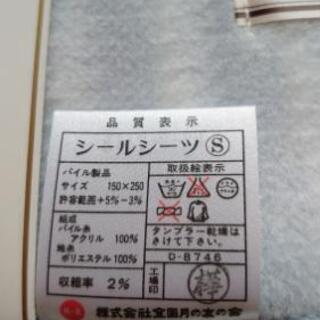 品質表示
シールシーツ Ⓢ
パイル製品
サイズ 150×250
許容範囲+5%-3%
組成
パイル糸
アクリル 100%
地糸
ポリエステル 100%
収縮率 2%
取扱絵表示
タンブラー乾燥は
さけて下さい。
D-8746
工場印
株式会社全国月の友の会